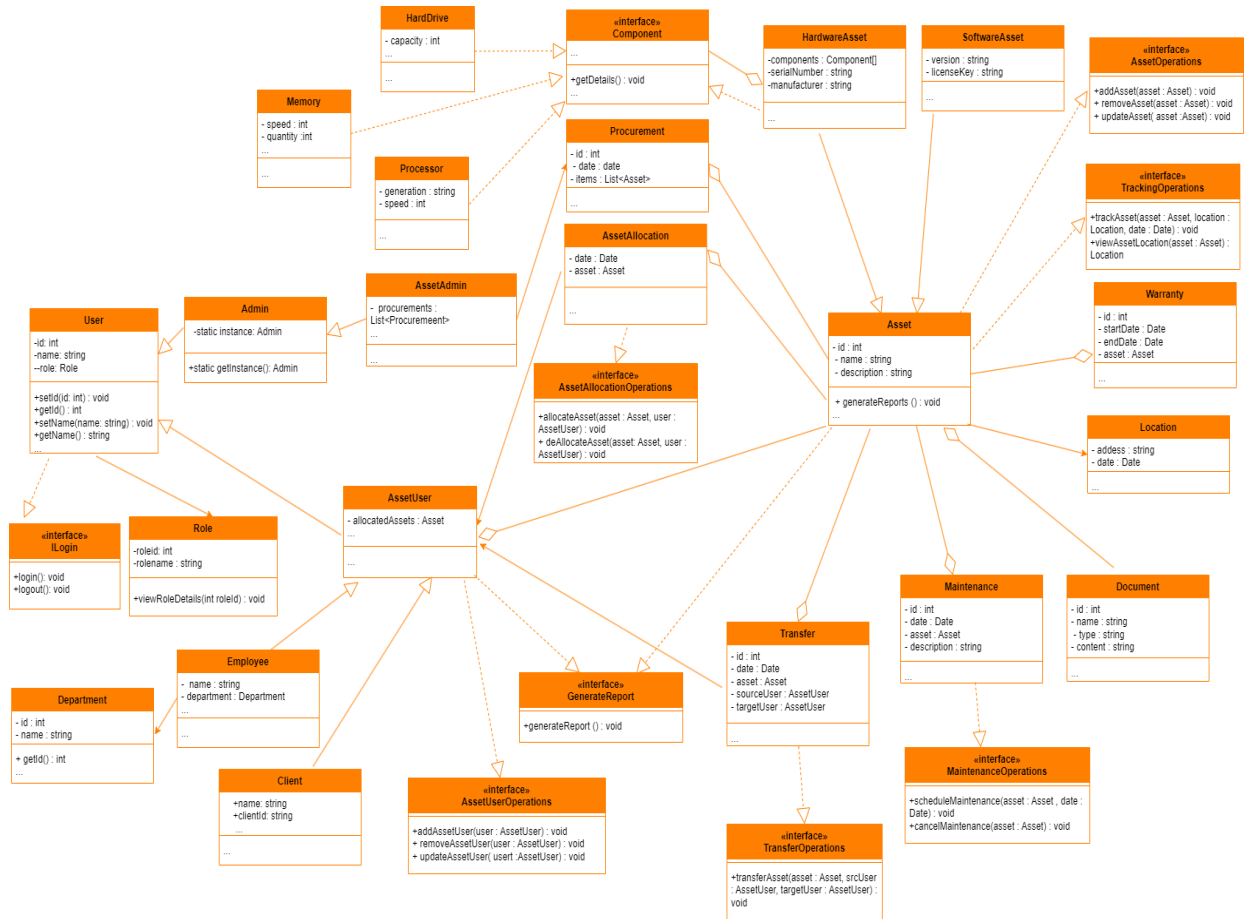 HardDrive
- capacity : int
...
...
«interface»
Component
...
+getDetails() : void
...
HardwareAsset
-components : Component[]
-serialNumber : string
-manufacturer : string
...
SoftwareAsset
- version : string
- licenseKey : string
...
«interface»
AssetOperations
+addAsset(asset : Asset) : void
+ removeAsset(asset : Asset) : void
+ updateAsset( asset :Asset) : void
Memory
- speed : int
- quantity :int
...
...
Processor
- generation : string
- speed : int
...
Procurement
- id : int
- date : date
- items : List<Asset>
...
«interface»
TrackingOperations
+trackAsset(asset : Asset, location :
Location, date : Date) : void
+viewAssetLocation(asset : Asset) :
Location
AssetAllocation
- date : Date
- asset : Asset
...
AssetAdmin
- procurements :
List<Procuremeent>
...
...
Admin
-static instance: Admin
+static getInstance(): Admin
User
-id: int
-name: string
--role: Role
+setId(id: int) : void
+getId() : int
+setName(name: string) : void
+getName() : string
...
Asset
- id : int
- name : string
- description : string
+ generateReports () : void
...
Warranty
- id : int
- startDate : Date
- endDate : Date
- asset : Asset
...
«interface»
AssetAllocationOperations
+allocateAsset(asset : Asset, user :
AssetUser) : void
+ deAllocateAsset(asset: Asset, user :
AssetUser) : void
Location
- addess : string
- date : Date
...
AssetUser
- allocatedAssets : Asset
...
...
«interface»
ILogin
+login(): void
+logout(): void
Role
-roleid: int
-rolename : string
+viewRoleDetails(int roleId) : void
Maintenance
- id : int
- date : Date
- asset : Asset
- description : string
...
Document
- id : int
- name : string
- type : string
- content : string
...
Transfer
- id : int
- date : Date
- asset : Asset
- sourceUser : AssetUser
- targetUser : AssetUser
...
Employee
- name : string
- department : Department
...
Department
- id : int
- name : string
+ getId() : int
...
«interface»
GenerateReport
+generateReport () : void
Client
+name: string
+clientId: string
...
...
«interface»
AssetUserOperations
+addAssetUser(user : AssetUser) : void
+ removeAssetUser(user : AssetUser) : void
+ updateAssetUser( usert :AssetUser) : void
«interface»
MaintenanceOperations
+scheduleMaintenance(asset : Asset , date :
Date) : void
+cancelMaintenance(asset : Asset) : void
«interface»
TransferOperations
+transferAsset(asset : Asset, srcUser
: AssetUser, targetUser : AssetUser) :
void